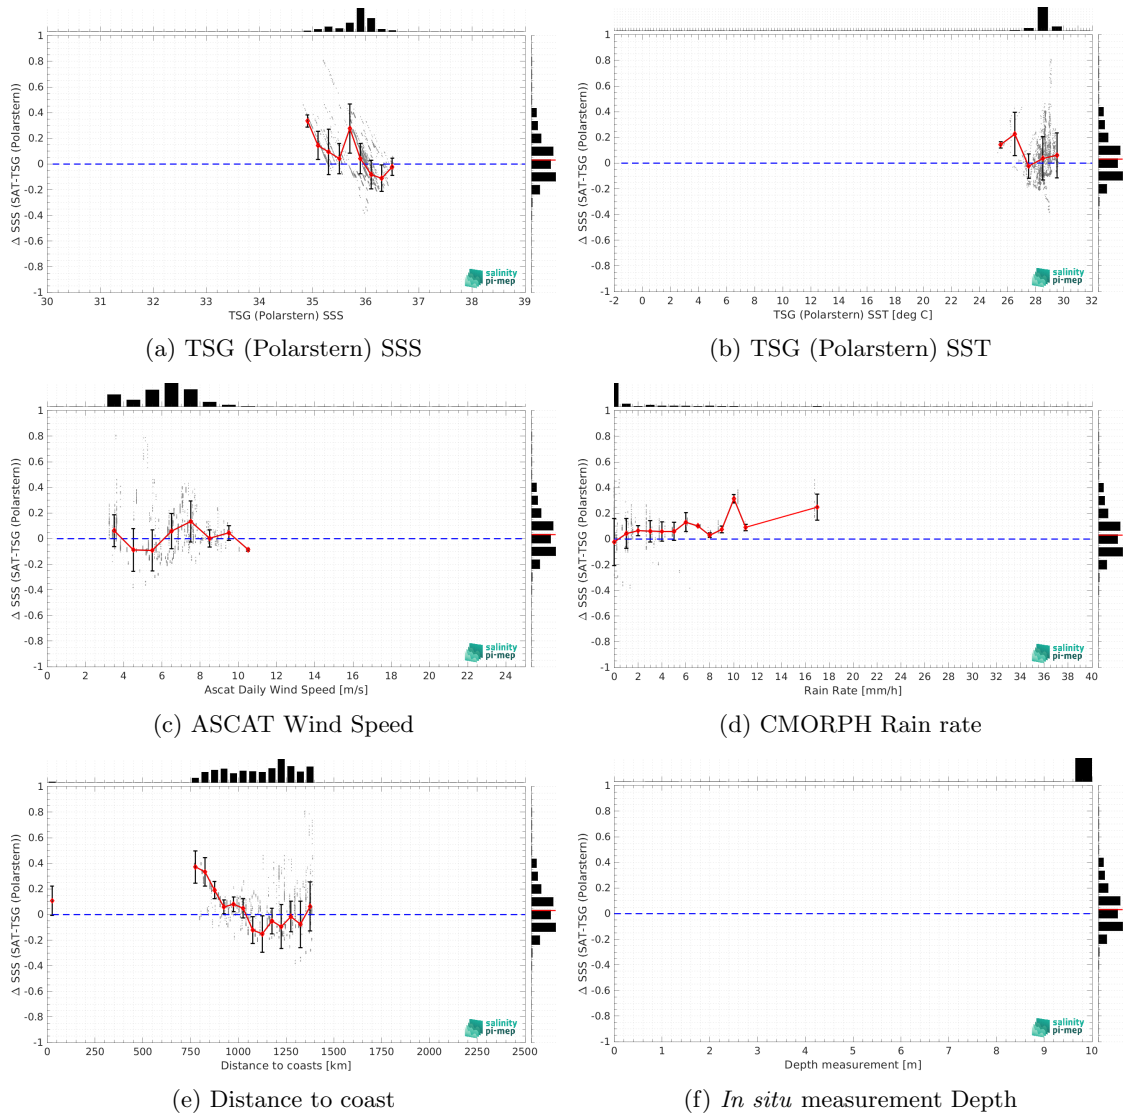 1
0.8
0.6
0.4
0.2
0
-0.2
-0.4
-0.6
-0.8
-1
Δ SSS (SAT-TSG (Polarstern))
30 31 32 33 34 35 36 37 38 39
TSG (Polarstern) SSS
salinity
pi-mep
(a) TSG (Polarstern) SSS
1
0.8
0.6
0.4
0.2
0
-0.2
-0.4
-0.6
-0.8
-1
Δ SSS (SAT-TSG (Polarstern))
-2 0 2 4 6 8 10 12 14 16 18 20 22 24 26 28 30 32
TSG (Polarstern) SST [deg C]
salinity
pi-mep
(b) TSG (Polarstern) SST
1
0.8
0.6
0.4
0.2
0
-0.2
-0.4
-0.6
-0.8
-1
Δ SSS (SAT-TSG (Polarstern))
0 2 4 6 8 10 12 14 16 18 20 22 24
Ascat Daily Wind Speed [m/s]
salinity
pi-mep
(c) ASCAT Wind Speed
1
0.8
0.6
0.4
0.2
0
-0.2
-0.4
-0.6
-0.8
-1
Δ SSS (SAT-TSG (Polarstern))
0 2 4 6 8 10 12 14 16 18 20 22 24 26 28 30 32 34 36 38 40
Rain Rate [mm/h]
salinity
pi-mep
(d) CMORPH Rain rate
1
0.8
0.6
0.4
0.2
0
-0.2
-0.4
-0.6
-0.8
-1
Δ SSS (SAT-TSG (Polarstern))
0 250 500 750 1000 1250 1500 1750 2000 2250 2500
Distance to coasts [km]
salinity
pi-mep
(e) Distance to coast
1
0.8
0.6
0.4
0.2
0
-0.2
-0.4
-0.6
-0.8
-1
Δ SSS (SAT-TSG (Polarstern))
0 1 2 3 4 5 6 7 8 9 10
Depth measurement [m]
salinity
pi-mep
(f) In situ measurement Depth